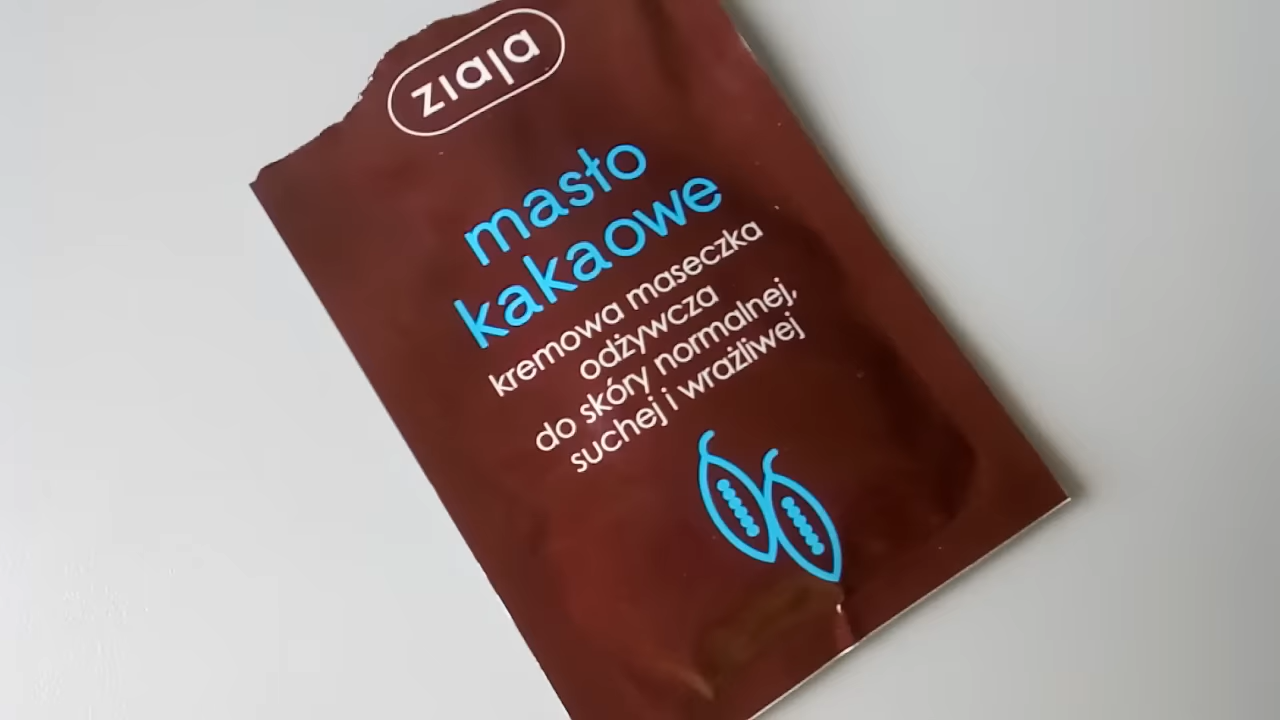 ziaja
masło
kakaowe
kremowa maseczka
odżywcza
do skóry normalnej,
suchej i wrażliwej